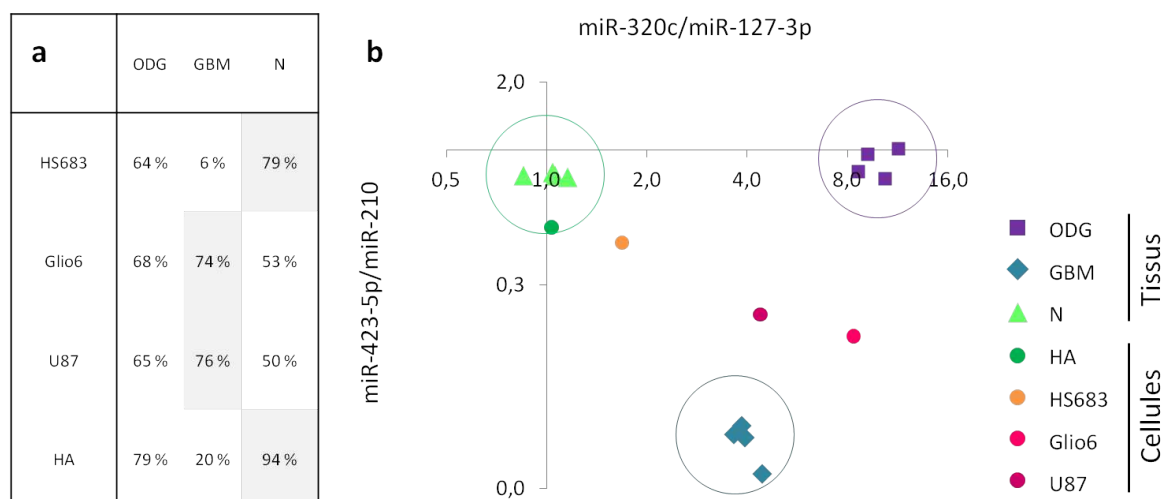 a
ODG GBM N
HS683 64 % 6 % 79 %
Glio6 68 % 74 % 53 %
U87 65 % 76 % 50 %
HA 79 % 20 % 94 %
b
miR-320c/miR-127-3p
miR-423-5p/miR-210
2,0
0,5 1,0 2,0 4,0 8,0 16,0
0,3
0,0
ODG
GBM
N
Tissus
HA
HS683
Glio6
U87
Cellules